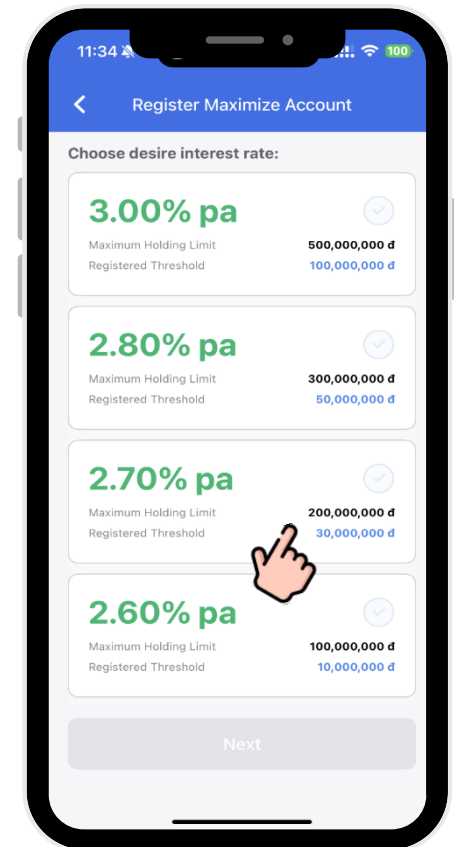 11:34
100
Register Maximize Account
Choose desire interest rate:
3.00% pa
Maximum Holding Limit 500,000,000 đ
Registered Threshold 100,000,000 đ
2.80% pa
Maximum Holding Limit 300,000,000 đ
Registered Threshold 50,000,000 đ
2.70% pa
Maximum Holding Limit 200,000,000 đ
Registered Threshold 30,000,000 đ
2.60% pa
Maximum Holding Limit 100,000,000 đ
Registered Threshold 10,000,000 đ
Next